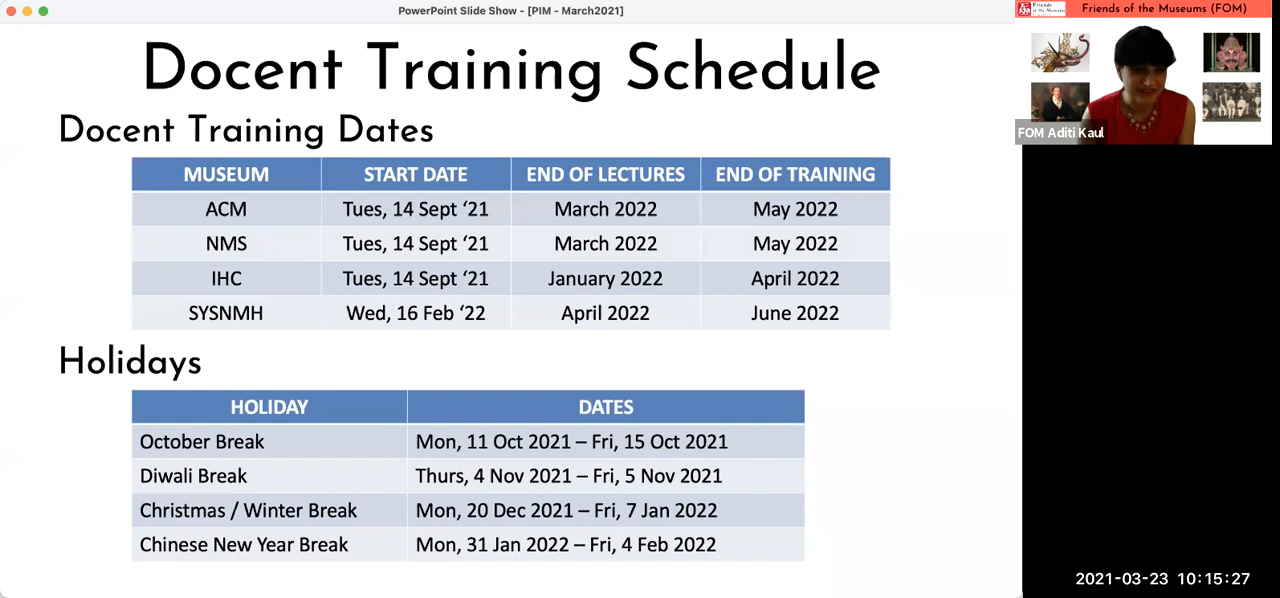 PowerPoint Slide Show - [PIM - March2021]
Friends of the Museums (FOM)
Friends
of the Museums
FOM Aditi Kaul
Docent Training Schedule
Docent Training Dates
MUSEUM START DATE END OF LECTURES END OF TRAINING
ACM Tues, 14 Sept ‘21 March 2022 May 2022
NMS Tues, 14 Sept ‘21 March 2022 May 2022
IHC Tues, 14 Sept ‘21 January 2022 April 2022
SYSNMH Wed, 16 Feb ‘22 April 2022 June 2022
Holidays
HOLIDAY DATES
October Break Mon, 11 Oct 2021 – Fri, 15 Oct 2021
Diwali Break Thurs, 4 Nov 2021 – Fri, 5 Nov 2021
Christmas / Winter Break Mon, 20 Dec 2021 – Fri, 7 Jan 2022
Chinese New Year Break Mon, 31 Jan 2022 – Fri, 4 Feb 2022
2021-03-23 10:15:27